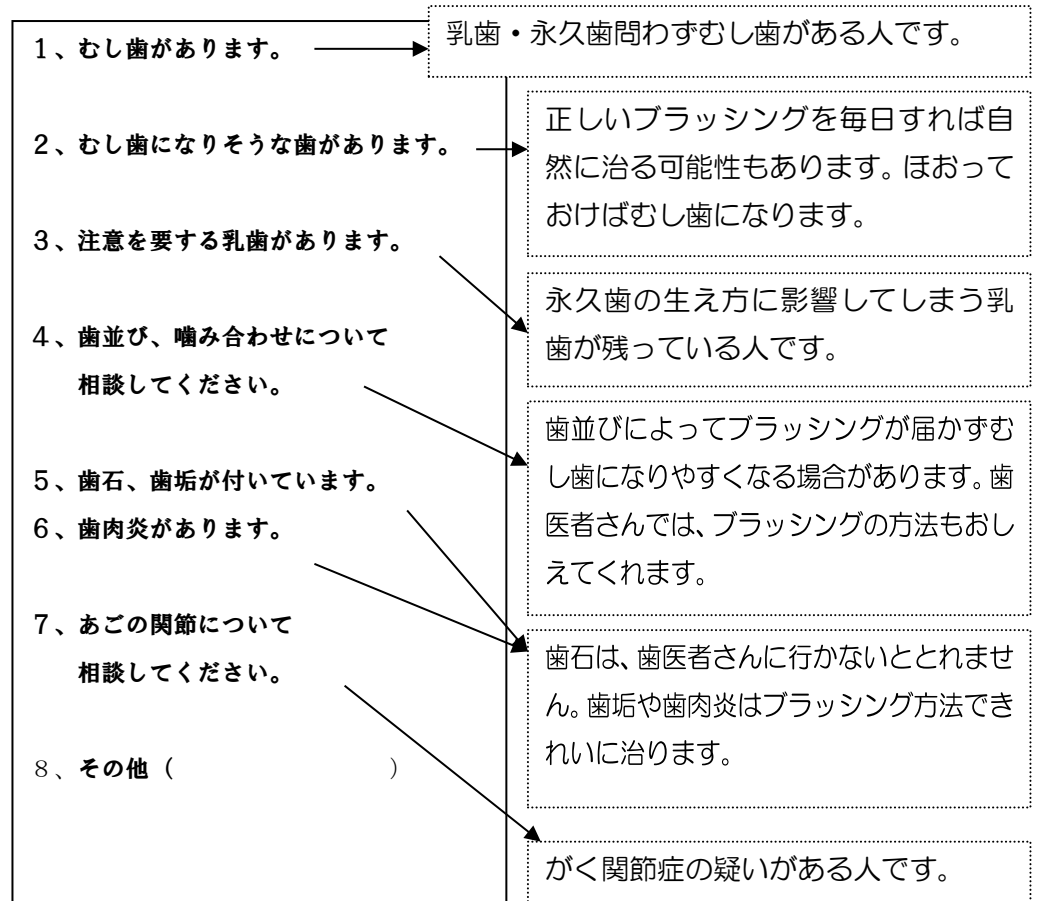 1、むし歯があります。
乳歯・永久歯問わずむし歯がある人です。
2、むし歯になりそうな歯があります。
正しいブラッシングを毎日すれば自
然に治る可能性もあります。ほおって
おけばむし歯になります。
3、注意を要する乳歯があります。
永久歯の生え方に影響してしまう乳
歯が残っている人です。
4、歯並び、噛み合わせについて
相談してください。
歯並びによってブラッシングが届かずむ
し歯になりやすくなる場合があります。歯
医者さんでは、ブラッシングの方法もおし
えてくれます。
5、歯石、歯垢が付いています。
6、歯肉炎があります。
歯石は、歯医者さんに行かないととれませ
ん。歯垢や歯肉炎はブラッシング方法でき
れいに治ります。
7、あごの関節について
相談してください。
がく関節症の疑いがある人です。
8、その他（　　　　　　　　）